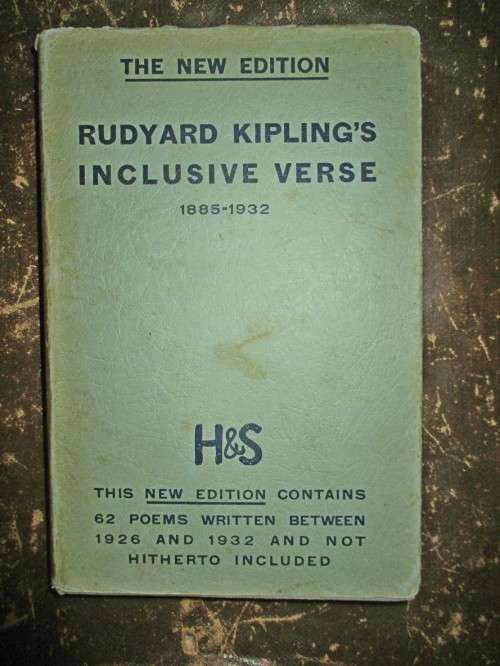 THE NEW EDITION
RUDYARD KIPLING'S
INCLUSIVE VERSE
1885-1932
H&S
THIS NEW EDITION CONTAINS
62 POEMS WRITTEN BETWEEN
1926 AND 1932 AND NOT
HITHERTO INCLUDED